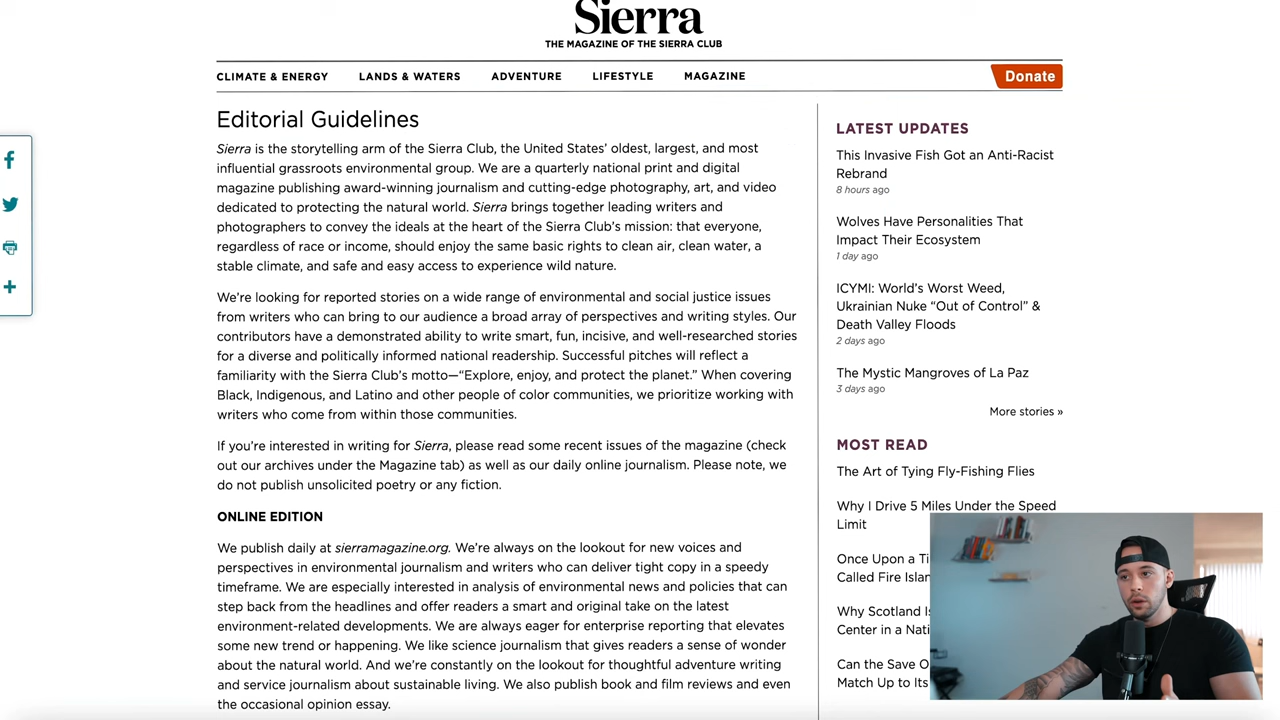 Sierra
THE MAGAZINE OF THE SIERRA CLUB
CLIMATE & ENERGY LANDS & WATERS ADVENTURE LIFESTYLE MAGAZINE Donate
Editorial Guidelines
Sierra is the storytelling arm of the Sierra Club, the United States’ oldest, largest, and most
influential grassroots environmental group. We are a quarterly national print and digital
magazine publishing award-winning journalism and cutting-edge photography, art, and video
dedicated to protecting the natural world. Sierra brings together leading writers and
photographers to convey the ideals at the heart of the Sierra Club’s mission: that everyone,
regardless of race or income, should enjoy the same basic rights to clean air, clean water, a
stable climate, and safe and easy access to experience wild nature.
We’re looking for reported stories on a wide range of environmental and social justice issues
from writers who can bring to our audience a broad array of perspectives and writing styles. Our
contributors have a demonstrated ability to write smart, fun, incisive, and well-researched stories
for a diverse and politically informed national readership. Successful pitches will reflect a
familiarity with the Sierra Club’s motto—“Explore, enjoy, and protect the planet.” When covering
Black, Indigenous, and Latino and other people of color communities, we prioritize working with
writers who come from within those communities.
If you’re interested in writing for Sierra, please read some recent issues of the magazine (check
out our archives under the Magazine tab) as well as our daily online journalism. Please note, we
do not publish unsolicited poetry or any fiction.
ONLINE EDITION
We publish daily at sierramagazine.org. We’re always on the lookout for new voices and
perspectives in environmental journalism and writers who can deliver tight copy in a speedy
timeframe. We are especially interested in analysis of environmental news and policies that can
step back from the headlines and offer readers a smart and original take on the latest
environment-related developments. We are always eager for enterprise reporting that elevates
some new trend or happening. We like science journalism that gives readers a sense of wonder
about the natural world. And we’re constantly on the lookout for thoughtful adventure writing
and service journalism about sustainable living. We also publish book and film reviews and even
the occasional opinion essay.
LATEST UPDATES
This Invasive Fish Got an Anti-Racist
Rebrand
8 hours ago
Wolves Have Personalities That
Impact Their Ecosystem
1 day ago
ICYMI: World’s Worst Weed,
Ukrainian Nuke “Out of Control” &
Death Valley Floods
2 days ago
The Mystic Mangroves of La Paz
3 days ago
More stories »
MOST READ
The Art of Tying Fly-Fishing Flies
Why I Drive 5 Miles Under the Speed
Limit
Once Upon a
Called Fire
Why Scotland
Center in a
Can the Save
Match Up to Its